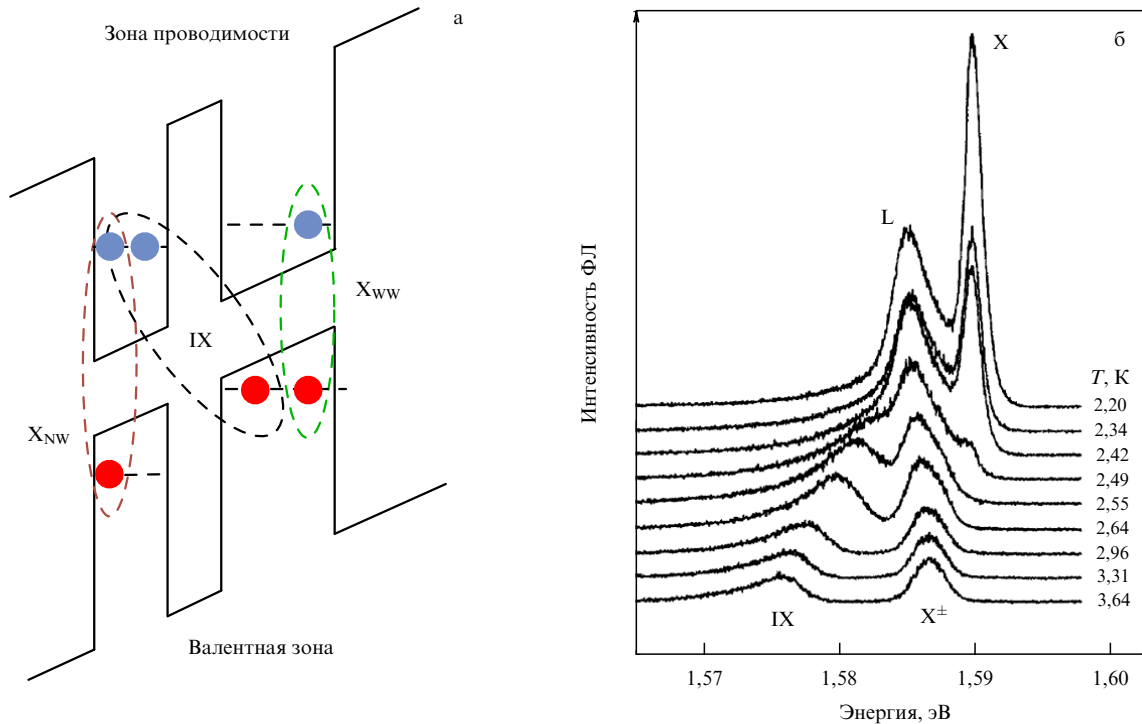 Зона проводимости
а
X_WW
IX
X_NW
Валентная зона
б
X
L
Интенсивность ФЛ
T, К
2,20
2,34
2,42
2,49
2,55
2,64
2,96
3,31
3,64
IX
X±
1,57
1,58
1,59
1,60
Энергия, эВ